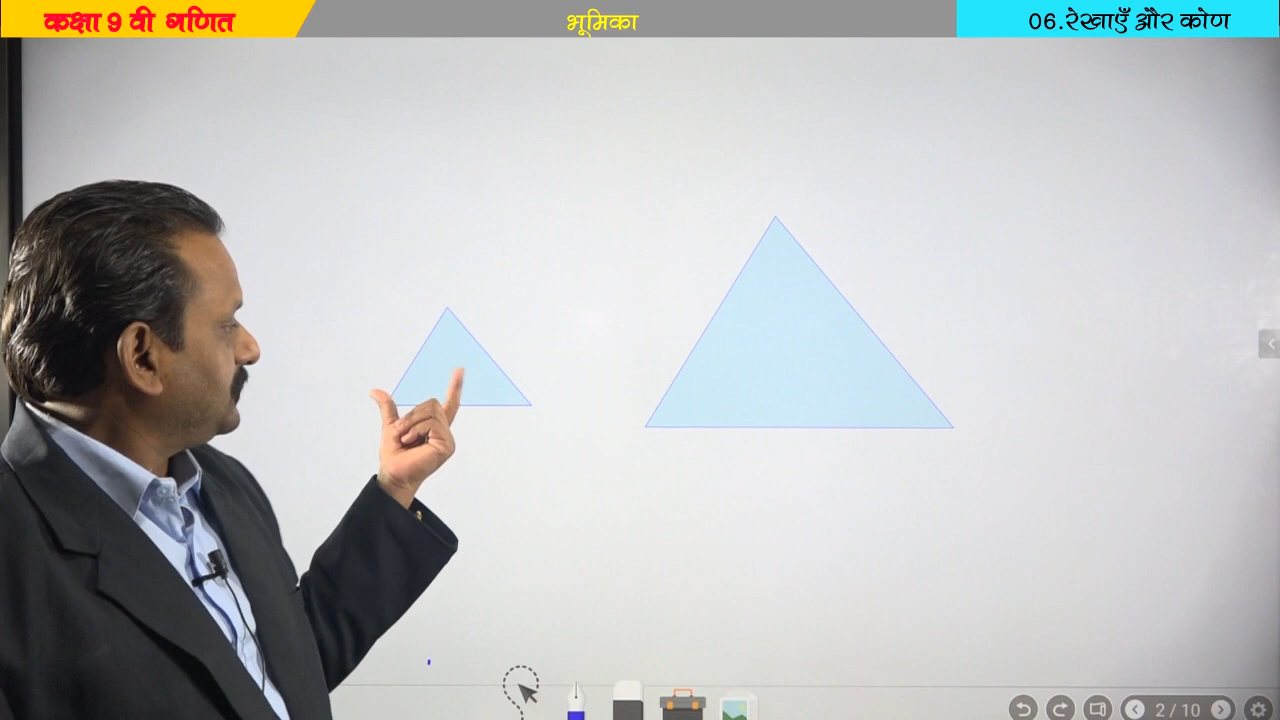 कक्षा 9 वी गणित
भूमिका
06.रेखाएँ और कोण
2/10